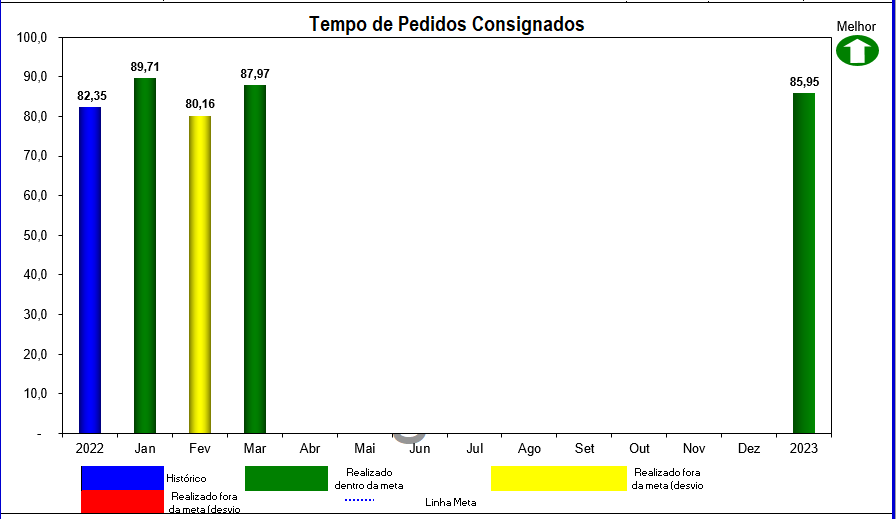 Tempo de Pedidos Consignados
Melhor
100,0
90,0
80,0
70,0
60,0
50,0
40,0
30,0
20,0
10,0
-
82,35
89,71
80,16
87,97
85,95
2022 Jan Fev Mar Abr Mai Jun Jul Ago Set Out Nov Dez 2023
Histórico
Realizado
dentro da meta
Realizado fora
da meta (desvio
Realizado fora
da meta (desvio
Linha Meta